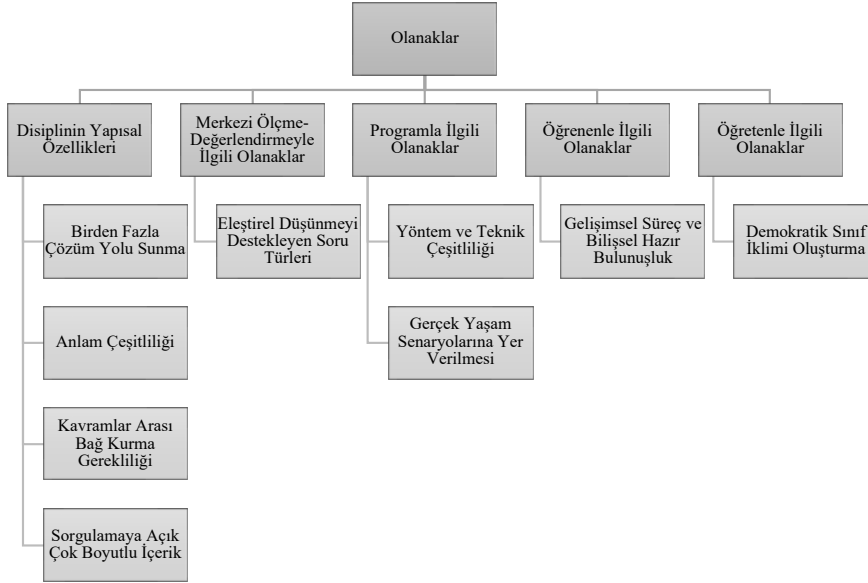 Olanaklar
Disiplinin Yapısal
Özellikleri
Merkezi Ölçme-
Değerlendirmeyle
İlgili Olanaklar
Programla İlgili
Olanaklar
Öğrenenle İlgili
Olanaklar
Öğretenle İlgili
Olanaklar
Birden Fazla
Çözüm Yolu Sunma
Eleştirel Düşünmeyi
Destekleyen Soru
Türleri
Yöntem ve Teknik
Çeşitliliği
Gelişimsel Süreç ve
Bilişsel Hazır
Bulunuşluk
Demokratik Sınıf
İklimi Oluşturma
Anlam Çeşitliliği
Gerçek Yaşam
Senaryolarına Yer
Verilmesi
Kavramlar Arası
Bağ Kurma
Gerekliliği
Sorgulamaya Açık
Çok Boyutlu İçerik